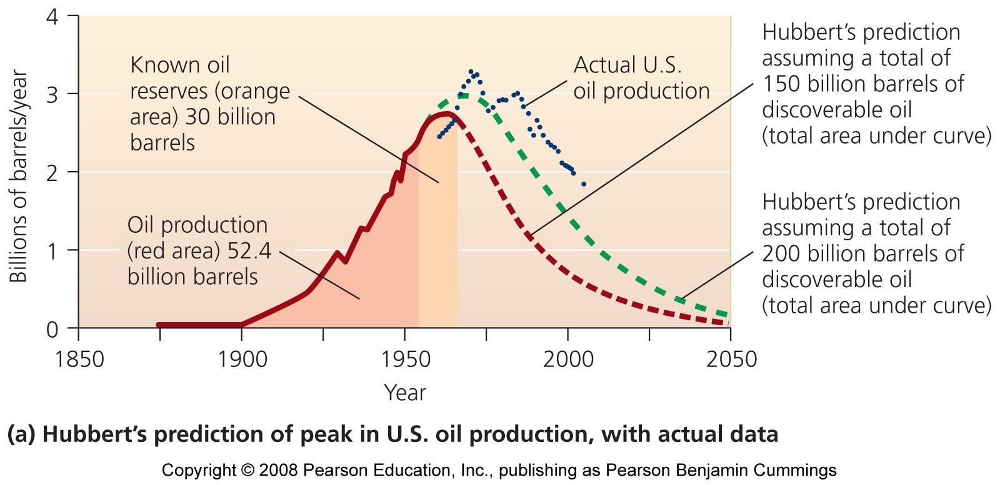 4
3
2
1
0
Billions of barrels/year
Known oil
reserves (orange
area) 30 billion
barrels
Oil production
(red area) 52.4
billion barrels
Actual U.S.
oil production
Hubbert’s prediction
assuming a total of
150 billion barrels of
discoverable oil
(total area under curve)
Hubbert’s prediction
assuming a total of
200 billion barrels of
discoverable oil
(total area under curve)
1850
1900
1950
2000
2050
Year
(a) Hubbert’s prediction of peak in U.S. oil production, with actual data
Copyright © 2008 Pearson Education, Inc., publishing as Pearson Benjamin Cummings